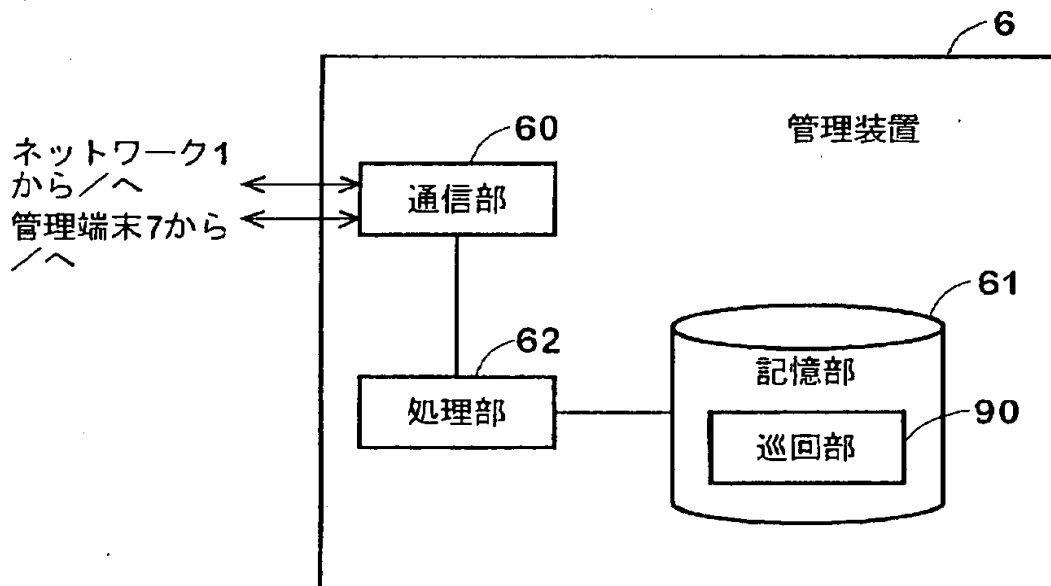 6
管理装置
60
ネットワーク1
から/へ
通信部
管理端末7から
/へ
61
62
記憶部
処理部
90
巡回部